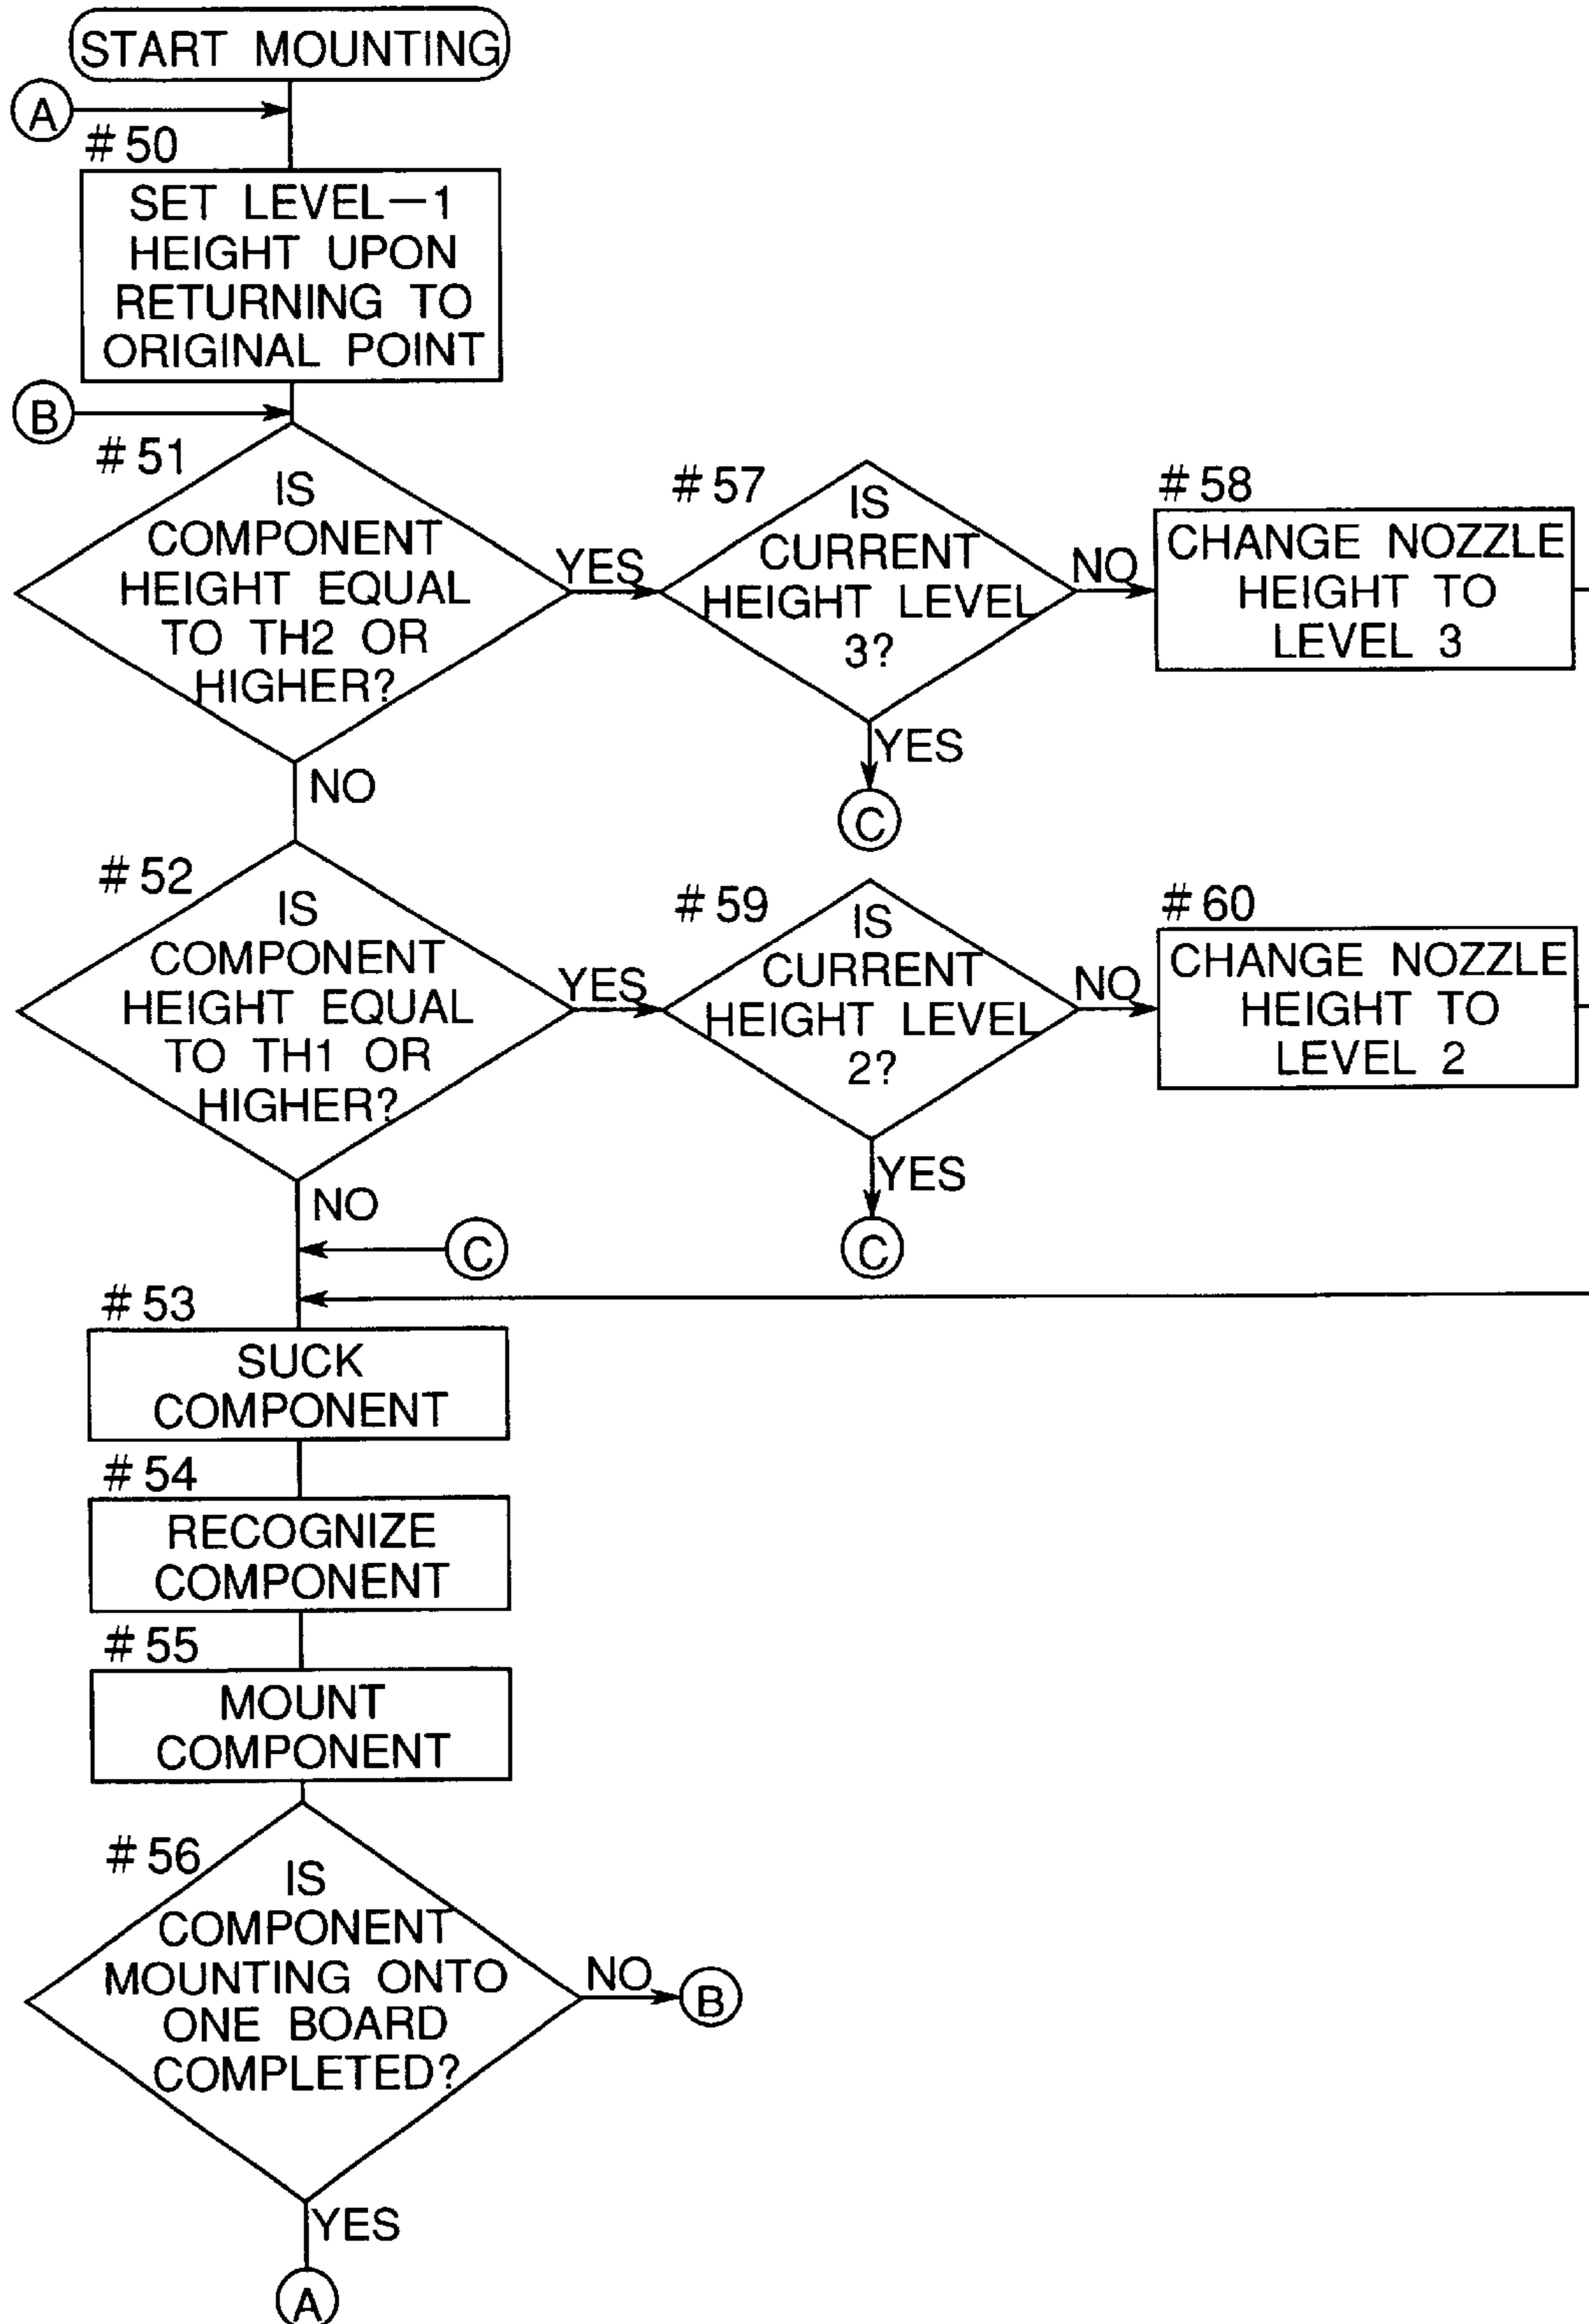 START MOUNTING
A
#50
SET LEVEL—1
HEIGHT UPON
RETURNING TO
ORIGINAL POINT
B
#51
IS
COMPONENT
HEIGHT EQUAL
TO TH2 OR
HIGHER?
YES
#57
IS
CURRENT
HEIGHT LEVEL
3?
NO
#58
CHANGE NOZZLE
HEIGHT TO
LEVEL 3
YES
C
NO
#52
IS
COMPONENT
HEIGHT EQUAL
TO TH1 OR
HIGHER?
YES
#59
IS
CURRENT
HEIGHT LEVEL
2?
NO
#60
CHANGE NOZZLE
HEIGHT TO
LEVEL 2
YES
C
NO
C
#53
SUCK
COMPONENT
#54
RECOGNIZE
COMPONENT
#55
MOUNT
COMPONENT
#56
IS
COMPONENT
MOUNTING ONTO
ONE BOARD
COMPLETED?
NO
B
YES
A